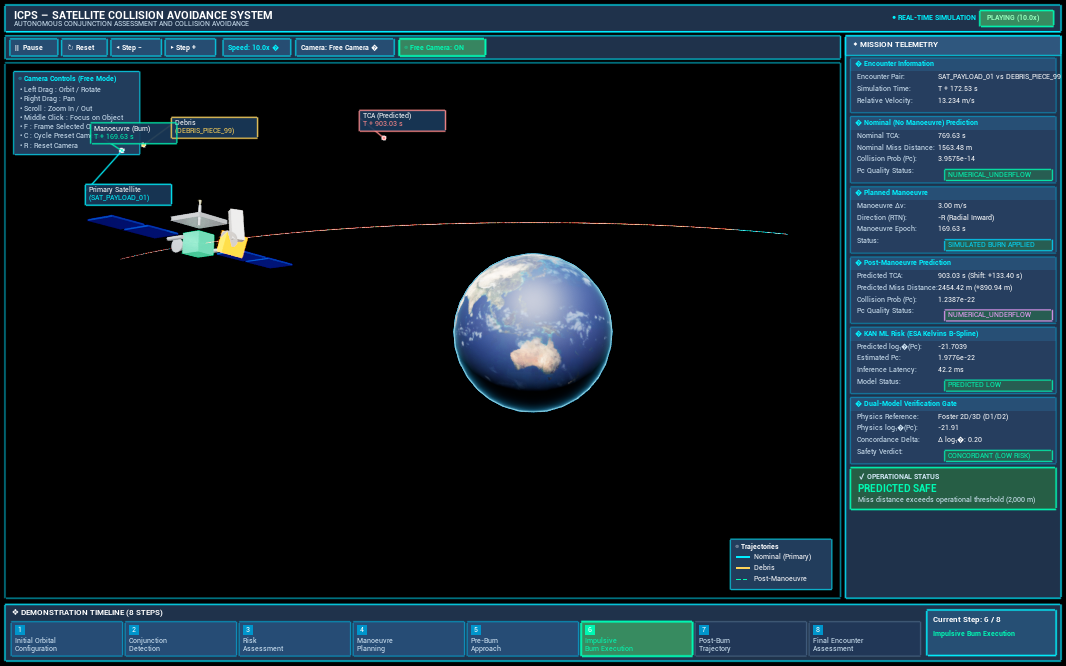 ICPS – SATELLITE COLLISION AVOIDANCE SYSTEM
AUTONOMOUS CONJUNCTION ASSESSMENT AND COLLISION AVOIDANCE
REAL-TIME SIMULATION
PLAYING (10.0x)
Pause
Reset
Step -
Step +
Speed: 10.0x �
Camera: Free Camera �
Free Camera: ON
Camera Controls (Free Mode)
• Left Drag : Orbit / Rotate
• Right Drag : Pan
• Scroll : Zoom In / Out
• Middle Click : Focus on Object
• F : Frame Selected
• C : Cycle Preset Cam
• R : Reset Camera
Manoeuvre (Burn)
T + 169.63 s
Debris
(DEBRIS_PIECE_99)
TCA (Predicted)
T + 903.03 s
Primary Satellite
(SAT_PAYLOAD_01)
Trajectories
Nominal (Primary)
Debris
Post-Manoeuvre
MISSION TELEMETRY
� Encounter Information
Encounter Pair: SAT_PAYLOAD_01 vs DEBRIS_PIECE_99
Simulation Time: T + 172.53 s
Relative Velocity: 13.234 m/s
� Nominal (No Manoeuvre) Prediction
Nominal TCA: 769.63 s
Nominal Miss Distance: 1563.48 m
Collision Prob (Pc): 3.9575e-14
Pc Quality Status: NUMERICAL_UNDERFLOW
� Planned Manoeuvre
Manoeuvre Δv: 3.00 m/s
Direction (RTN): -R (Radial Inward)
Manoeuvre Epoch: 169.63 s
Status: SIMULATED BURN APPLIED
� Post-Manoeuvre Prediction
Predicted TCA: 903.03 s (Shift: +133.40 s)
Predicted Miss Distance: 2454.42 m (+890.94 m)
Collision Prob (Pc): 1.2387e-22
Pc Quality Status: NUMERICAL_UNDERFLOW
� KAN ML Risk (ESA Kelvins B-Spline)
Predicted log₁�(Pc): -21.7039
Estimated Pc: 1.9776e-22
Inference Latency: 42.2 ms
Model Status: PREDICTED LOW
� Dual-Model Verification Gate
Physics Reference: Foster 2D/3D (D1/D2)
Physics log₁�(Pc): -21.91
Concordance Delta: Δ log₁�: 0.20
Safety Verdict: CONCORDANT (LOW RISK)
√ OPERATIONAL STATUS
PREDICTED SAFE
Miss distance exceeds operational threshold (2,000 m)
DEMONSTRATION TIMELINE (8 STEPS)
1
Initial Orbital
Configuration
2
Conjunction
Detection
3
Risk
Assessment
4
Manoeuvre
Planning
5
Pre-Burn
Approach
6
Impulsive
Burn Execution
7
Post-Burn
Trajectory
8
Final Encounter
Assessment
Current Step: 6 / 8
Impulsive Burn Execution